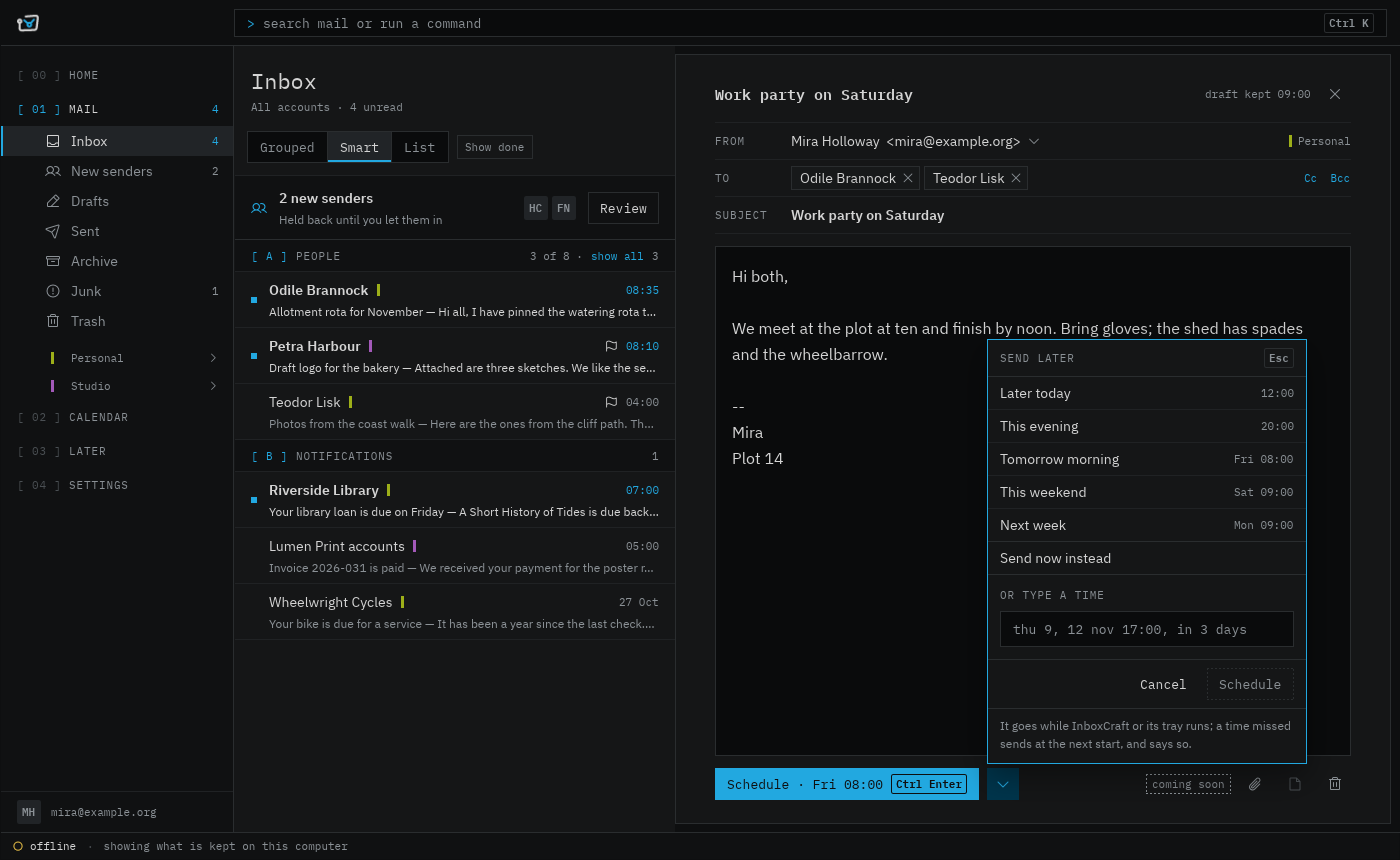 > search mail or run a command
Ctrl K
[ 00 ] HOME
[ 01 ] MAIL 4
Inbox 4
New senders 2
Drafts
Sent
Archive
Junk 1
Trash
Personal
Studio
[ 02 ] CALENDAR
[ 03 ] LATER
[ 04 ] SETTINGS
MH mira@example.org
Inbox
All accounts · 4 unread
Grouped Smart List Show done
2 new senders
Held back until you let them in
HC FN Review
[ A ] PEOPLE 3 of 8 · show all 3
Odile Brannock 08:35
Allotment rota for November — Hi all, I have pinned the watering rota t…
Petra Harbour 08:10
Draft logo for the bakery — Attached are three sketches. We like the se…
Teodor Lisk 04:00
Photos from the coast walk — Here are the ones from the cliff path. Th…
[ B ] NOTIFICATIONS 1
Riverside Library 07:00
Your library loan is due on Friday — A Short History of Tides is due back…
Lumen Print accounts 05:00
Invoice 2026-031 is paid — We received your payment for the poster r…
Wheelwright Cycles 27 Oct
Your bike is due for a service — It has been a year since the last check.…
Work party on Saturday draft kept 09:00
FROM Mira Holloway <mira@example.org> Personal
TO Odile Brannock Teodor Lisk Cc Bcc
SUBJECT Work party on Saturday
Hi both,
We meet at the plot at ten and finish by noon. Bring gloves; the shed has spades
and the wheelbarrow.
--
Mira
Plot 14
SEND LATER Esc
Later today 12:00
This evening 20:00
Tomorrow morning Fri 08:00
This weekend Sat 09:00
Next week Mon 09:00
Send now instead
OR TYPE A TIME
thu 9, 12 nov 17:00, in 3 days
Cancel Schedule
It goes while InboxCraft or its tray runs; a time missed
sends at the next start, and says so.
Schedule · Fri 08:00 Ctrl Enter
coming soon
offline · showing what is kept on this computer